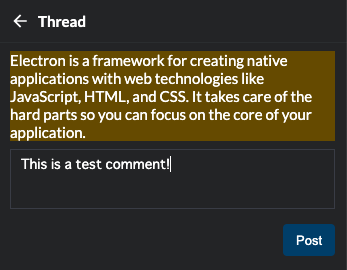 Thread
Electron is a framework for creating native
applications with web technologies like
JavaScript, HTML, and CSS. It takes care of the
hard parts so you can focus on the core of your
application.
This is a test comment!
Post